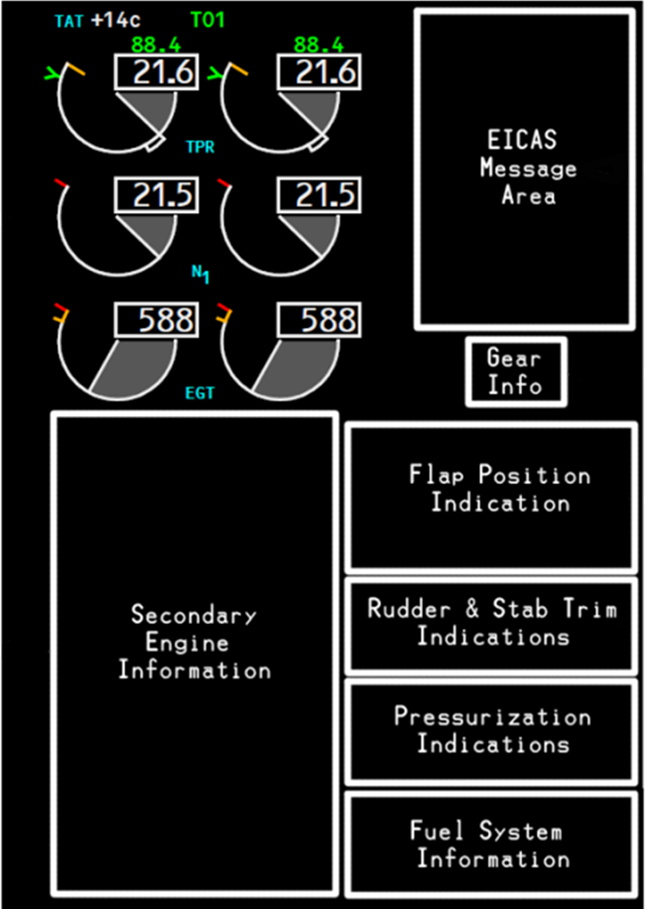 TAT +14c TO1
88.4 88.4
21.6 21.6
TPR
21.5 21.5
N1
588 588
EGT
EICAS
Message
Area
Gear
Info
Flap Position
Indication
Rudder & Stab Trim
Indications
Secondary
Engine
Information
Pressurization
Indications
Fuel System
Information